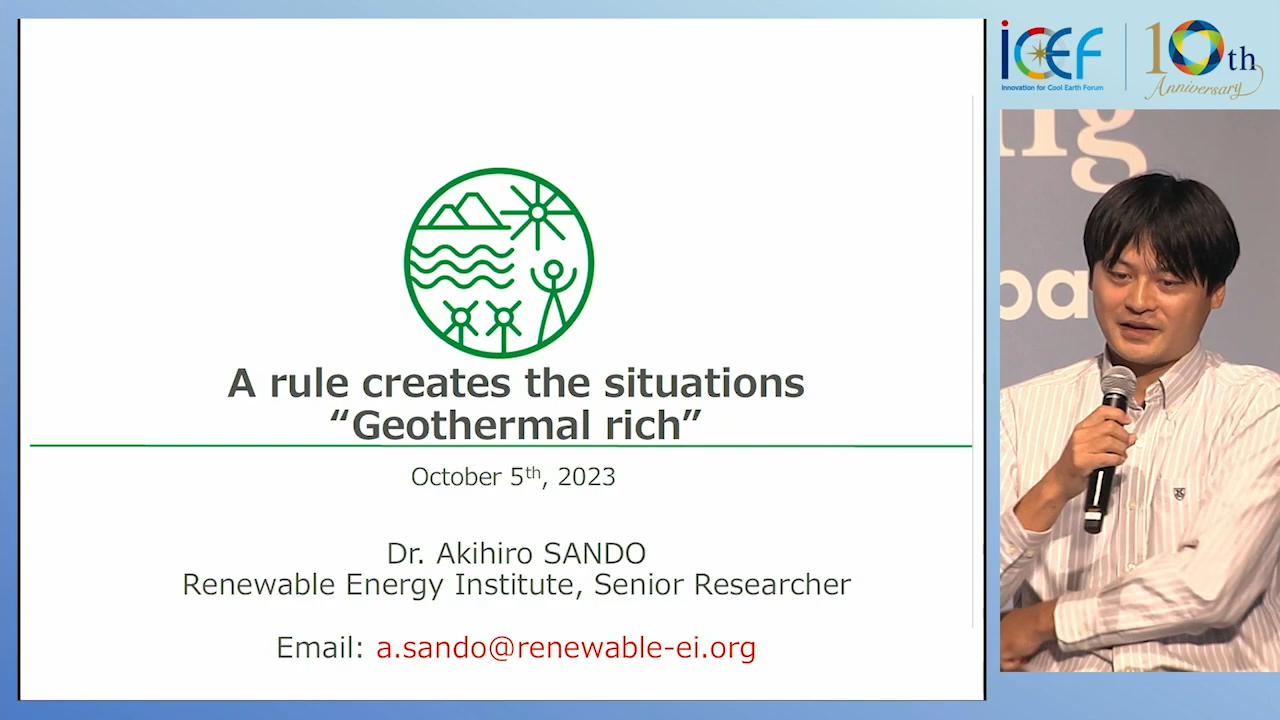 A rule creates the situations
“Geothermal rich”
October 5th, 2023
Dr. Akihiro SANDO
Renewable Energy Institute, Senior Researcher
Email: a.sando@renewable-ei.org
ICEF
Innovation for Cool Earth Forum
10th
Anniversary